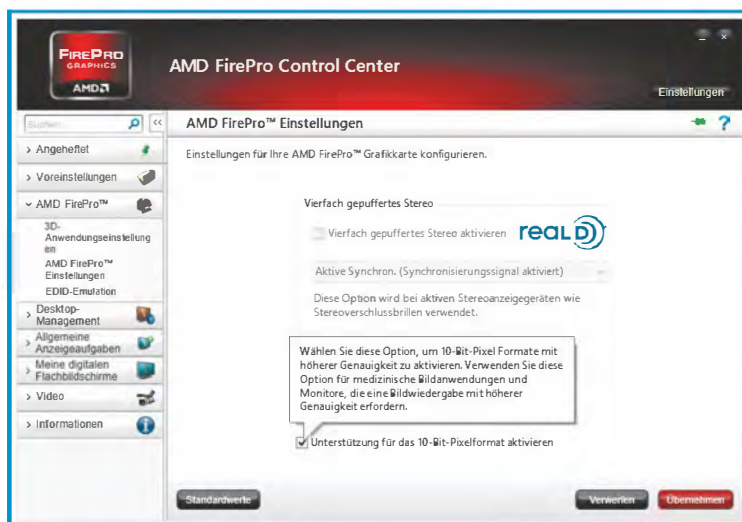 FIREPRO
GRAPHICS
AMD
AMD FirePro Control Center
Einstellungen
Suchen
<<
AMD FirePro™ Einstellungen
?
> Angeheftet
> Voreinstellungen
AMD FirePro™
3D-
Anwendungseinstellung
en
AMD FirePro™
Einstellungen
EDID-Emulation
> Desktop-
Management
> Allgemeine
Anzeigeaufgaben
> Meine digitalen
Flachbildschirme
> Video
> Informationen
Einstellungen für Ihre AMD FirePro™ Grafikkarte konfigurieren.
Vierfach gepuffertes Stereo
Vierfach gepuffertes Stereo aktivieren
REAL D
Aktive Synchron. (Synchronisierungssignal aktiviert)
Diese Option wird bei aktiven Stereoanzeigegeräten wie
Stereoverschlussbrillen verwendet.
Wählen Sie diese Option, um 10-Bit-Pixel Formate mit
höherer Genauigkeit zu aktivieren. Verwenden Sie diese
Option für medizinische Bildanwendungen und
Monitore, die eine Bildwiedergabe mit höherer
Genauigkeit erfordern.
Unterstützung für das 10-Bit-Pixelformat aktivieren
Standardwerte
Verwerfen
Übernehmen